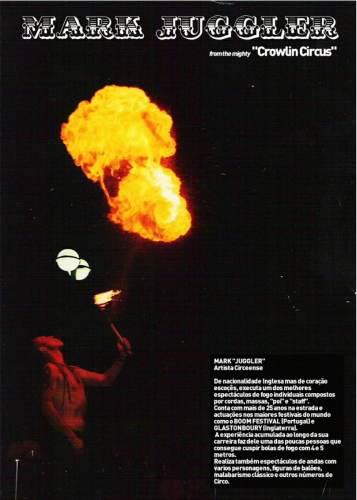 MARK JUGGLER
from the mighty "Crowlin Circus"
MARK "JUGGLER"
Artista Circense
De nacionalidade Inglesa mas de coração
escoçês, executa um dos melhores
espectáculos de fogo individuais compostos
por cordas, massas, "poi" e "staff".
Conta com mais de 25 anos na estrada e
actuações nos maiores festivais do mundo
como o BOOM FESTIVAL (Portugal) e
GLASTONBOURY (Inglaterra).
A experiência acumulada ao longo da sua
carreira faz dele uma das poucas pessoas que
consegue cuspir bolas de fogo com 4 e 5
metros.
Realiza também espectáculos de andas com
varios personagens, figuras de balões,
malabarismo clássico e outros números de
Circo.